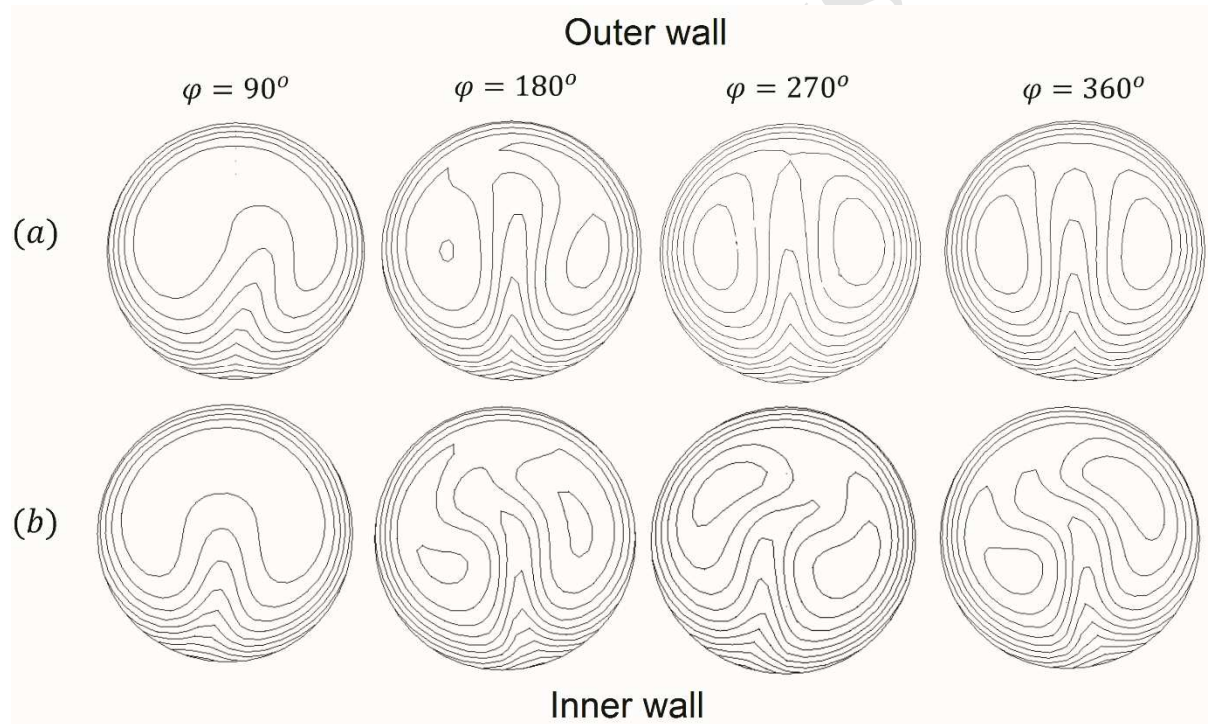 Outer wall
φ = 90° φ = 180° φ = 270° φ = 360°
(a)
(b)
Inner wall